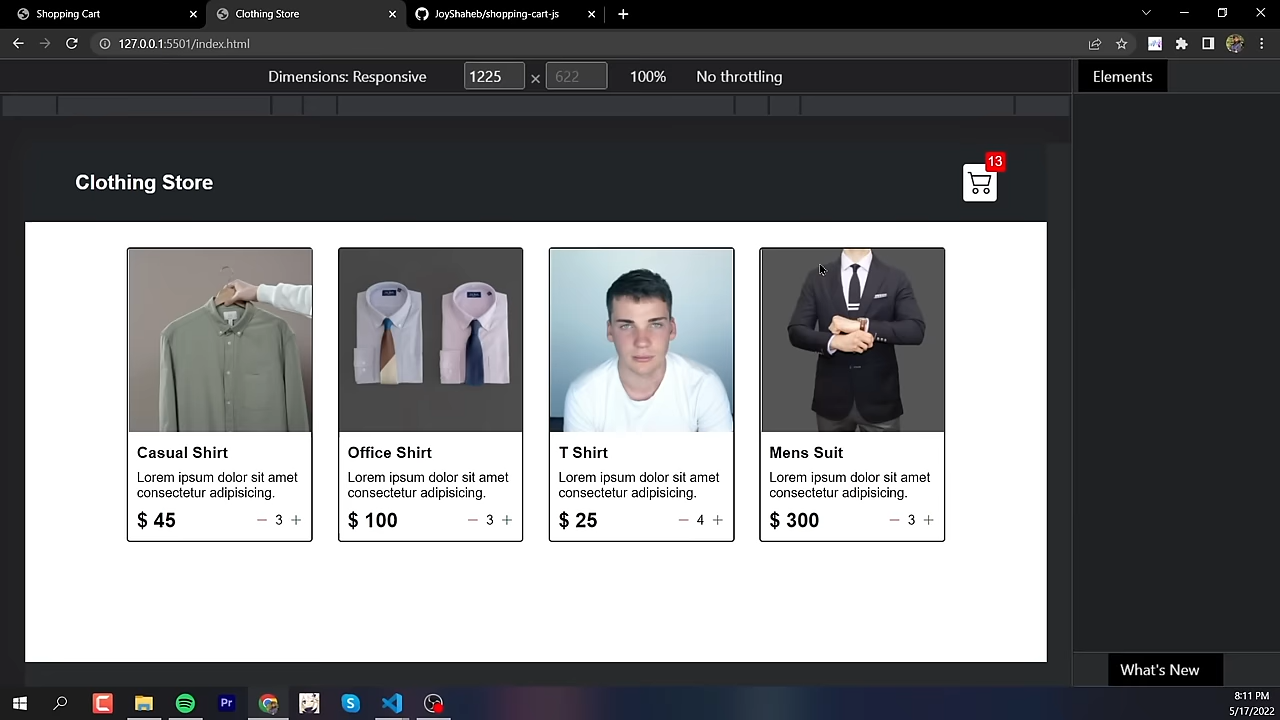 Shopping Cart
Clothing Store
JoyShaheb/shopping-cart-js
127.0.0.1:5501/index.html
Dimensions: Responsive 1225 × 622 100% No throttling
Elements
Clothing Store
13
Casual Shirt
Lorem ipsum dolor sit amet
consectetur adipisicing.
$ 45 − 3 +
Office Shirt
Lorem ipsum dolor sit amet
consectetur adipisicing.
$ 100 − 3 +
T Shirt
Lorem ipsum dolor sit amet
consectetur adipisicing.
$ 25 − 4 +
Mens Suit
Lorem ipsum dolor sit amet
consectetur adipisicing.
$ 300 − 3 +
What's New
Pr
8:11 PM
5/17/2022